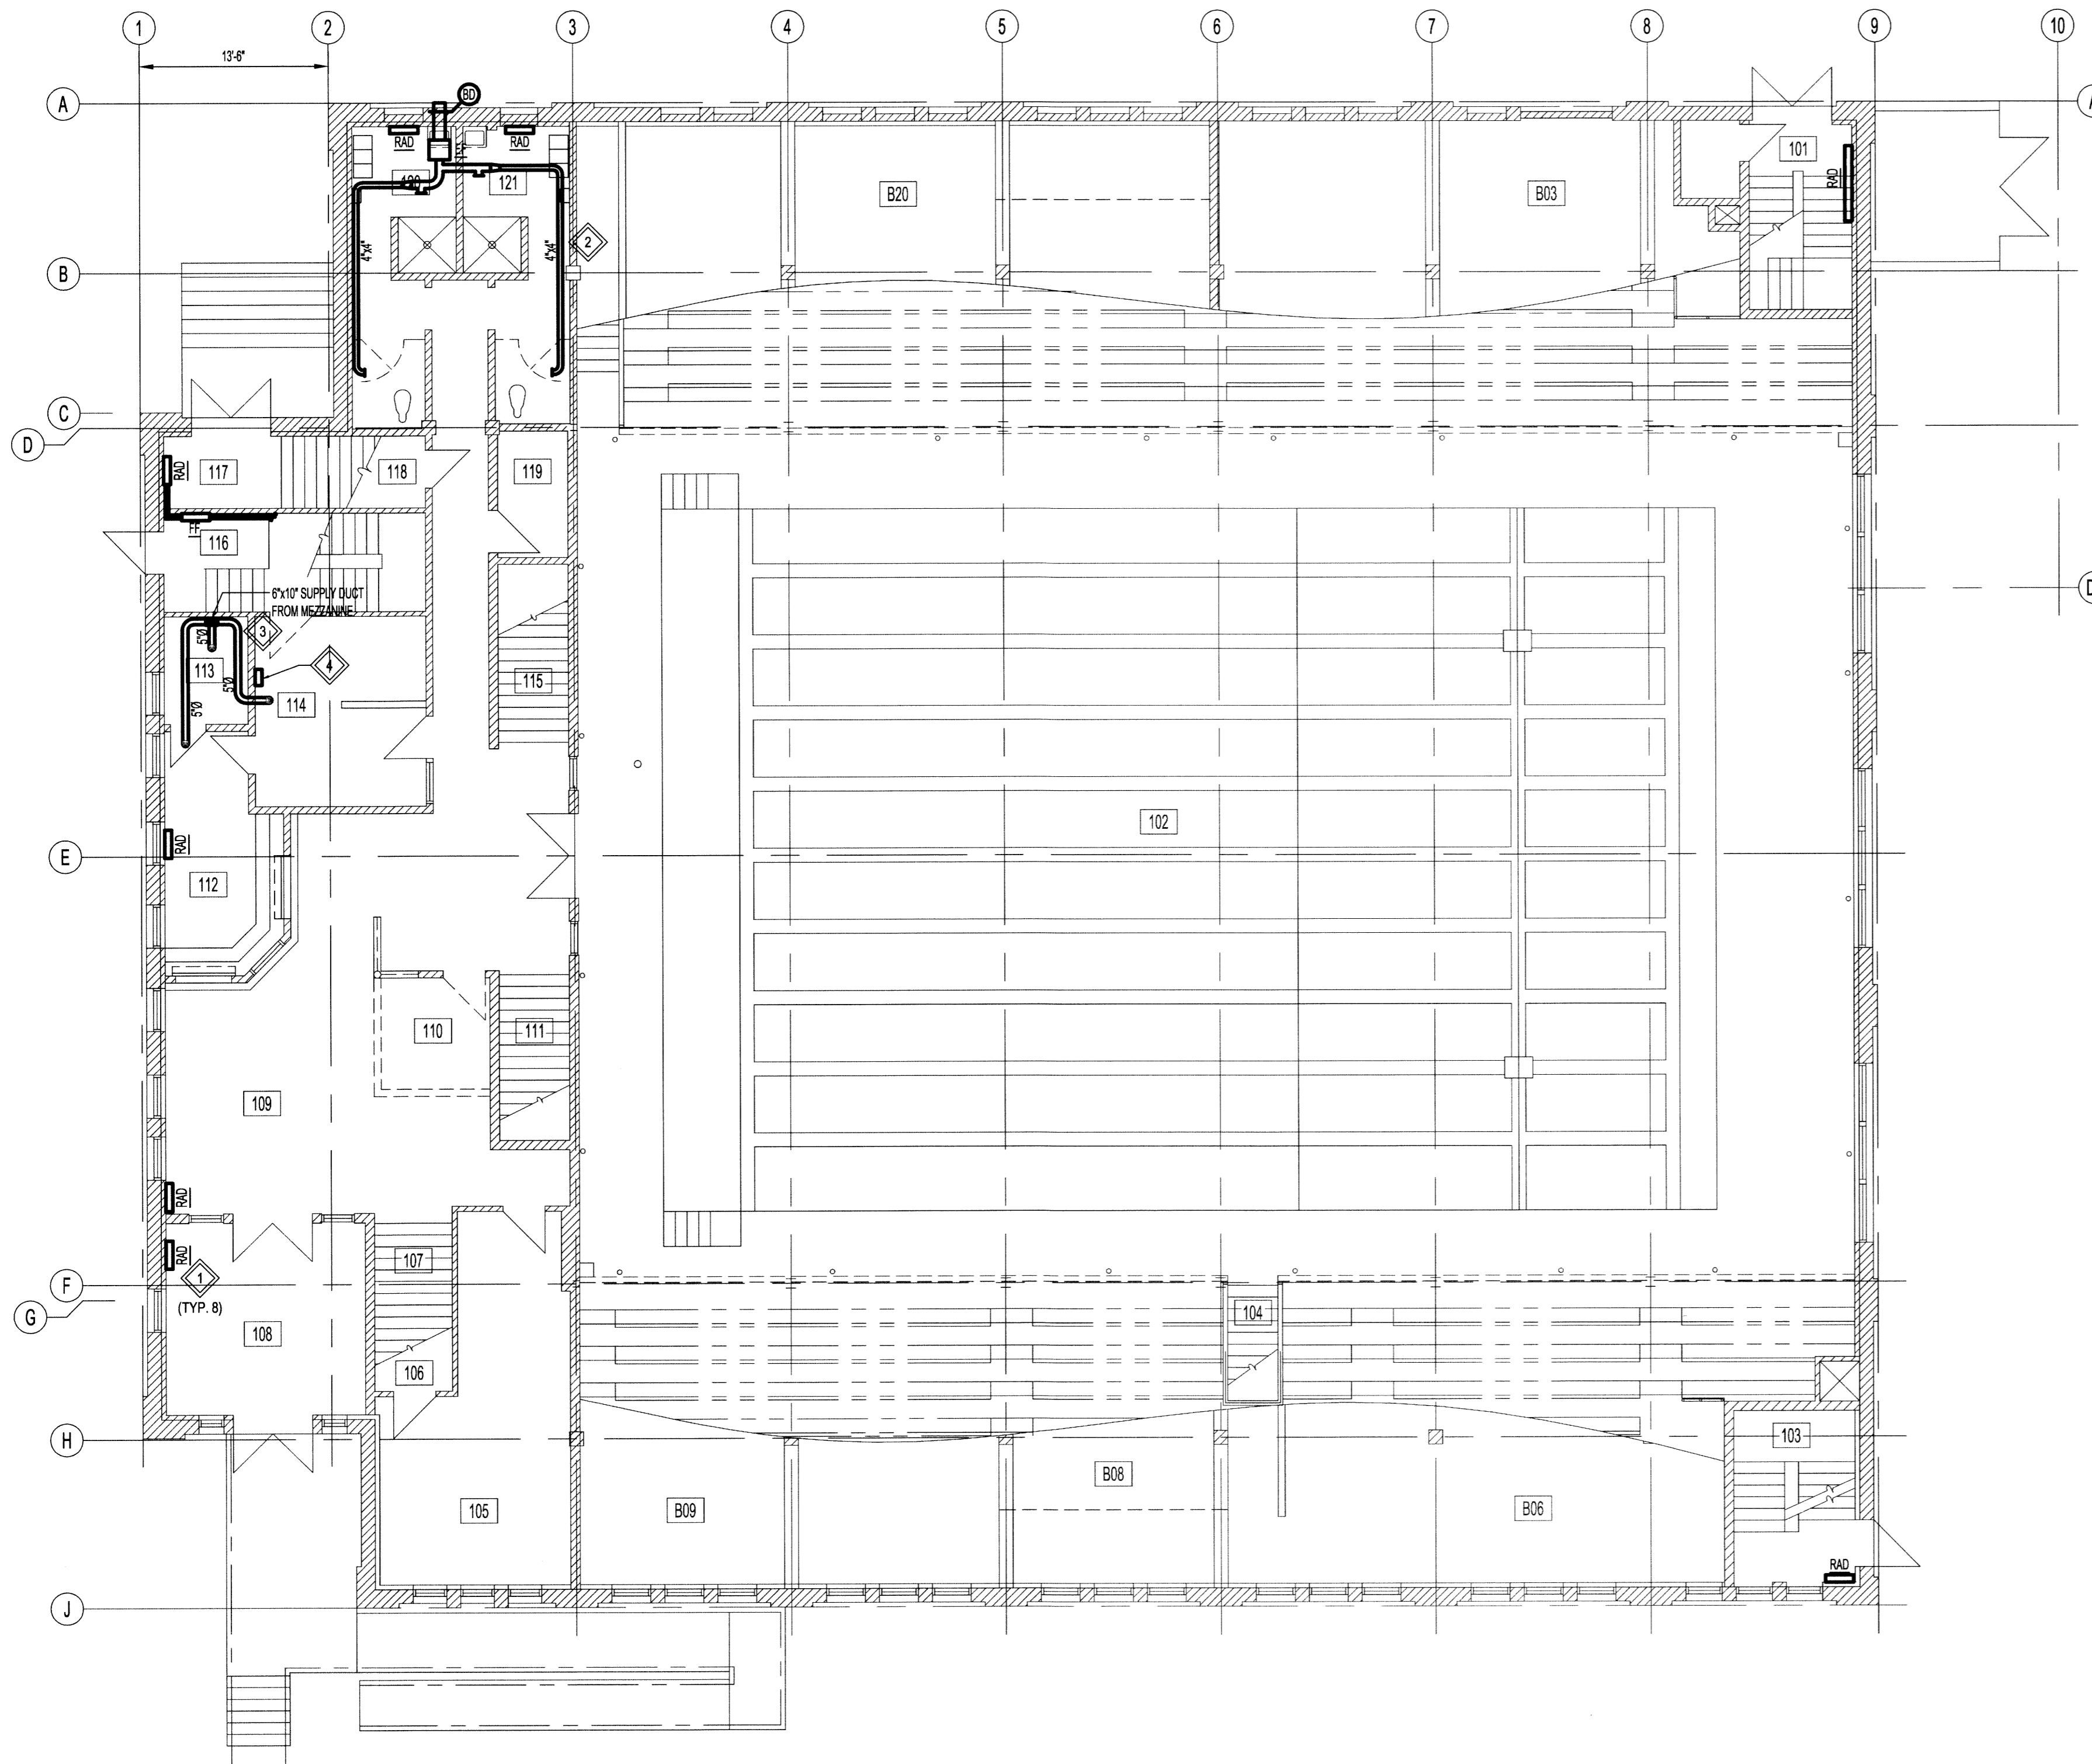 1 2 3 4 5 6 7 8 9 10
13'-6"
A
BD
A
RAD
RAD
EF
120
121
101
RAD
B20
B03
4"x4"
4"x4"
2
B
C
D
117
RAD
118
119
FF
116
6"x10" SUPPLY DUCT
FROM MEZZANINE
D
3
5"Ø
113
4
5"Ø
5"Ø
114
115
102
RAD
E
112
110
111
109
RAD
RAD
1
(TYP. 8)
107
F
G
104
108
106
H
103
B08
105
B09
B06
RAD
J